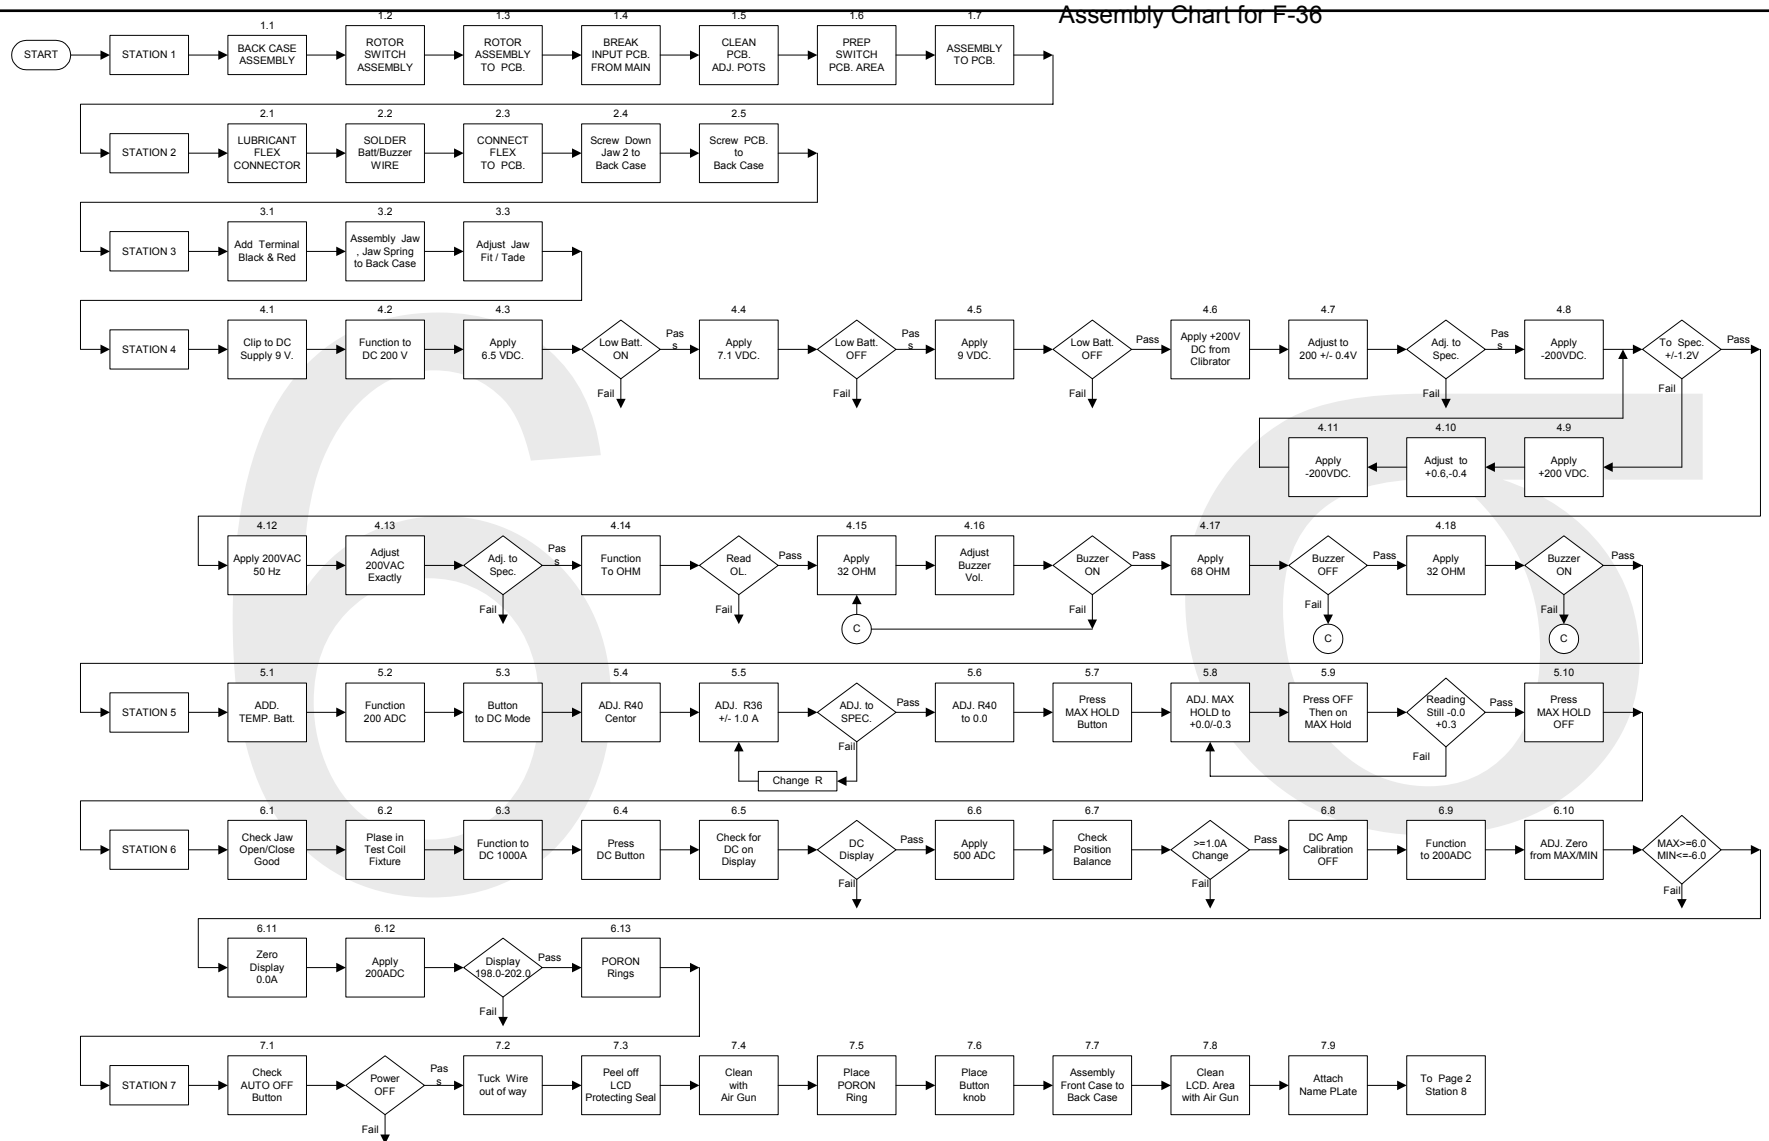 Assembly Chart for F-36
START
STATION 1
1.1
BACK CASE
ASSEMBLY
1.2
ROTOR
SWITCH
ASSEMBLY
1.3
ROTOR
ASSEMBLY
TO PCB.
1.4
BREAK
INPUT PCB.
FROM MAIN
1.5
CLEAN
PCB.
ADJ. POTS
1.6
PREP
SWITCH
PCB. AREA
1.7
ASSEMBLY
TO PCB.
STATION 2
2.1
LUBRICANT
FLEX
CONNECTOR
2.2
SOLDER
Batt/Buzzer
WIRE
2.3
CONNECT
FLEX
TO PCB.
2.4
Screw Down
Jaw 2 to
Back Case
2.5
Screw PCB.
to
Back Case
STATION 3
3.1
Add Terminal
Black & Red
3.2
Assembly Jaw
, Jaw Spring
to Back Case
3.3
Adjust Jaw
Fit / Tade
STATION 4
4.1
Clip to DC
Supply 9 V.
4.2
Function to
DC 200 V
4.3
Apply
6.5 VDC.
Low Batt.
ON
Pas
s
Fail
4.4
Apply
7.1 VDC.
Low Batt.
OFF
Pas
s
Fail
4.5
Apply
9 VDC.
Low Batt.
OFF
Pass
Fail
4.6
Apply +200V
DC from
Clibrator
4.7
Adjust to
200 +/- 0.4V
Adj. to
Spec.
Pas
s
Fail
4.8
Apply
-200VDC.
To Spec.
+/-1.2V
Pass
Fail
4.11
Apply
-200VDC.
4.10
Adjust to
+0.6,-0.4
4.9
Apply
+200 VDC.
4.12
Apply 200VAC
50 Hz
4.13
Adjust
200VAC
Exactly
Adj. to
Spec.
Pas
s
Fail
4.14
Function
To OHM
Read
OL.
Pass
Fail
4.15
Apply
32 OHM
4.16
Adjust
Buzzer
Vol.
Buzzer
ON
Pass
Fail
C
4.17
Apply
68 OHM
Buzzer
OFF
Pass
Fail
C
4.18
Apply
32 OHM
Buzzer
ON
Pass
Fail
C
STATION 5
5.1
ADD.
TEMP. Batt.
5.2
Function
200 ADC
5.3
Button
to DC Mode
5.4
ADJ. R40
Centor
5.5
ADJ. R36
+/- 1.0 A
ADJ. to
SPEC.
Pass
Fail
Change R
5.6
ADJ. R40
to 0.0
5.7
Press
MAX HOLD
Button
5.8
ADJ. MAX
HOLD to
+0.0/-0.3
5.9
Press OFF
Then on
MAX Hold
Reading
Still -0.0
+0.3
Pass
Fail
5.10
Press
MAX HOLD
OFF
STATION 6
6.1
Check Jaw
Open/Close
Good
6.2
Plase in
Test Coil
Fixture
6.3
Function to
DC 1000A
6.4
Press
DC Button
6.5
Check for
DC on
Display
DC
Display
Pass
Fail
6.6
Apply
500 ADC
6.7
Check
Position
Balance
>=1.0A
Change
Pass
Fail
6.8
DC Amp
Calibration
OFF
6.9
Function
to 200ADC
6.10
ADJ. Zero
from MAX/MIN
MAX>=6.0
MIN<=-6.0
Fail
6.11
Zero
Display
0.0A
6.12
Apply
200ADC
Display
198.0-202.0
Pass
Fail
6.13
PORON
Rings
STATION 7
7.1
Check
AUTO OFF
Button
Power
OFF
Pas
s
Fail
7.2
Tuck Wire
out of way
7.3
Peel off
LCD
Protecting Seal
7.4
Clean
with
Air Gun
7.5
Place
PORON
Ring
7.6
Place
Button
knob
7.7
Assembly
Front Case to
Back Case
7.8
Clean
LCD. Area
with Air Gun
7.9
Attach
Name PLate
To Page 2
Station 8